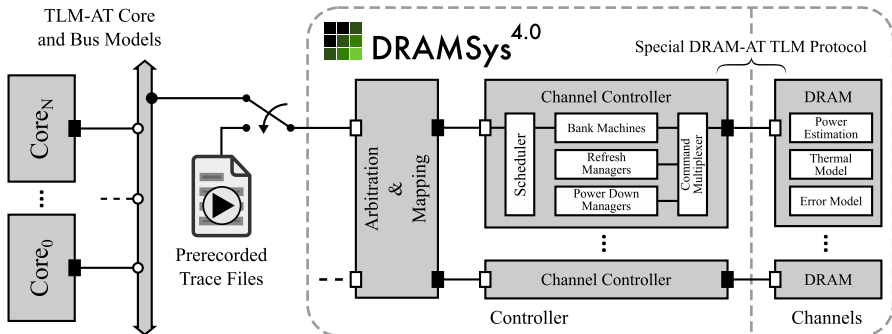 TLM-AT Core
and Bus Models
DRAMSys 4.0
Special DRAM-AT TLM Protocol
Core_N
Core_0
Prerecorded
Trace Files
Arbitration
&
Mapping
Channel Controller
Scheduler
Bank Machines
Refresh
Managers
Power Down
Managers
Command
Multiplexer
DRAM
Power
Estimation
Thermal
Model
Error Model
Channel Controller
DRAM
Controller
Channels